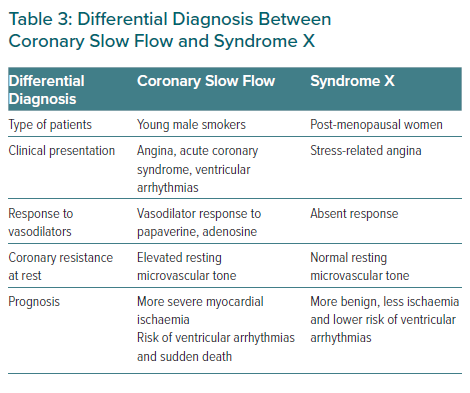 Table 3: Differential Diagnosis Between
Coronary Slow Flow and Syndrome X
Differential Diagnosis Coronary Slow Flow Syndrome X
Type of patients Young male smokers Post-menopausal women
Clinical presentation Angina, acute coronary Stress-related angina
syndrome, ventricular
arrhythmias
Response to Vasodilator response to Absent response
vasodilators papaverine, adenosine
Coronary resistance Elevated resting Normal resting
at rest microvascular tone microvascular tone
Prognosis More severe myocardial More benign, less ischaemia
ischaemia and lower risk of ventricular
Risk of ventricular arrhythmias arrhythmias
and sudden death